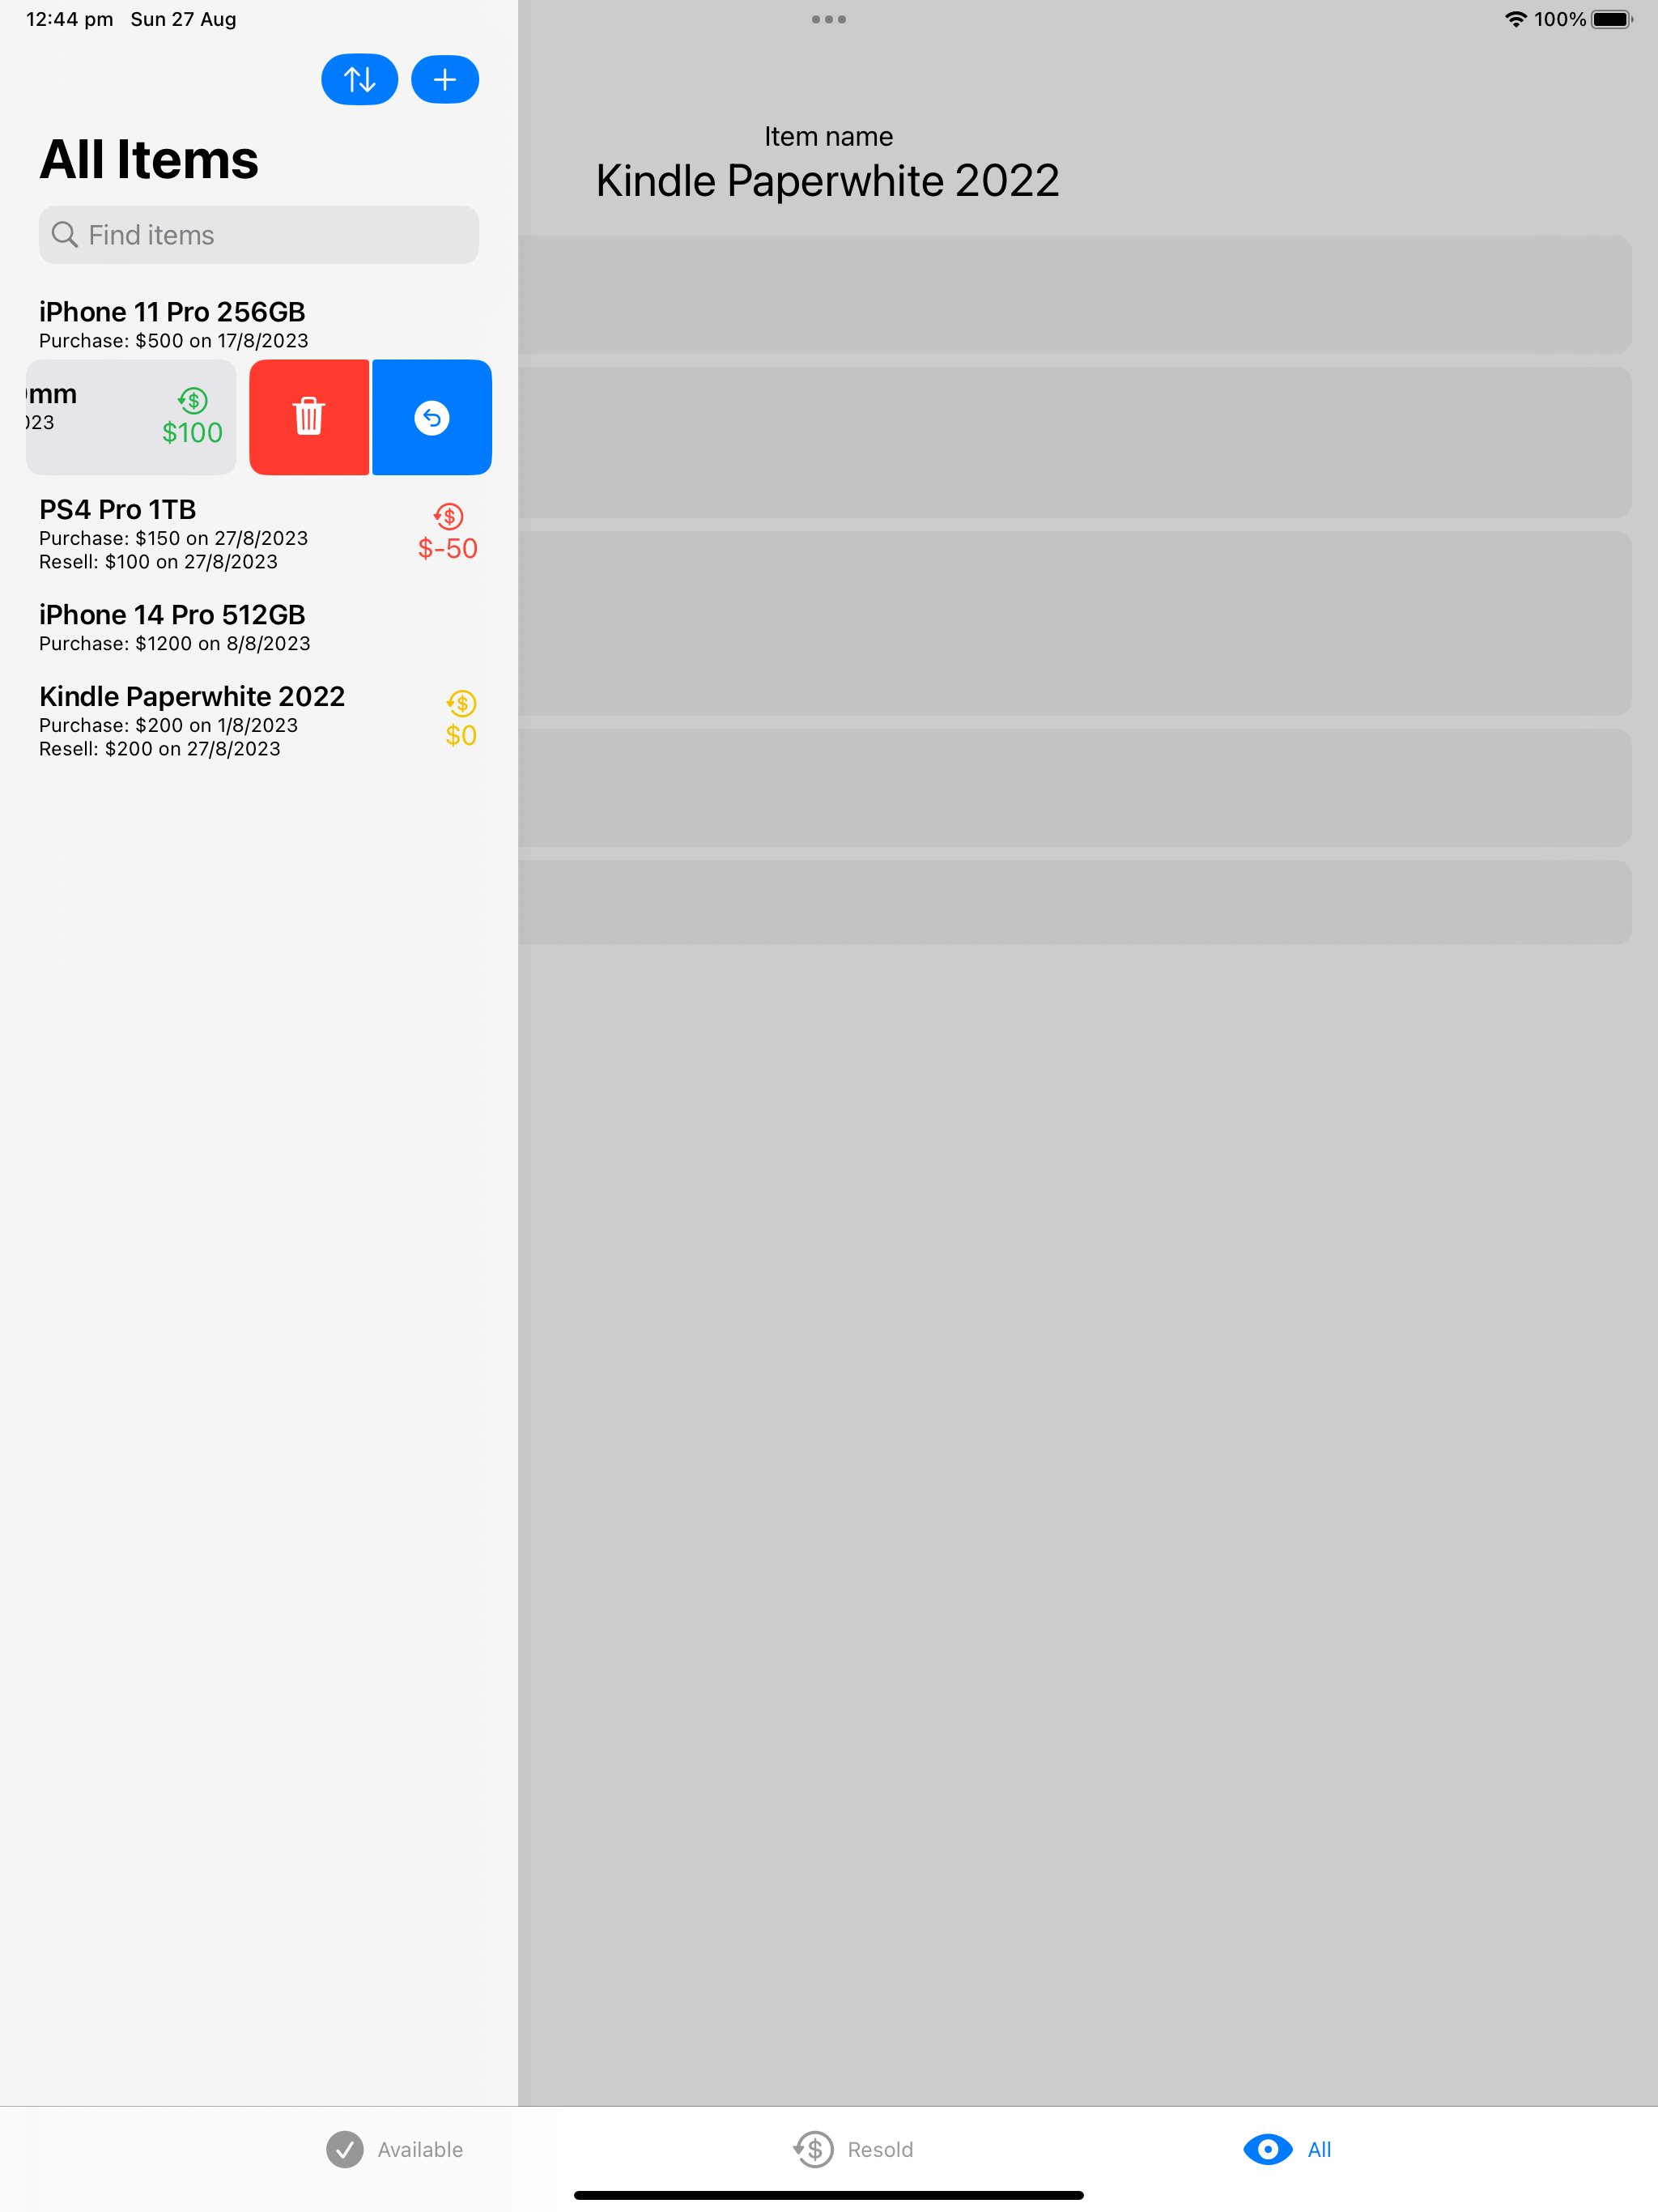 12:44 pm Sun 27 Aug
100%
All Items
Find items
iPhone 11 Pro 256GB
Purchase: $500 on 17/8/2023
mm
23
$100
PS4 Pro 1TB
Purchase: $150 on 27/8/2023
Resell: $100 on 27/8/2023
$-50
iPhone 14 Pro 512GB
Purchase: $1200 on 8/8/2023
Kindle Paperwhite 2022
Purchase: $200 on 1/8/2023
Resell: $200 on 27/8/2023
$0
Item name
Kindle Paperwhite 2022
Available
Resold
All